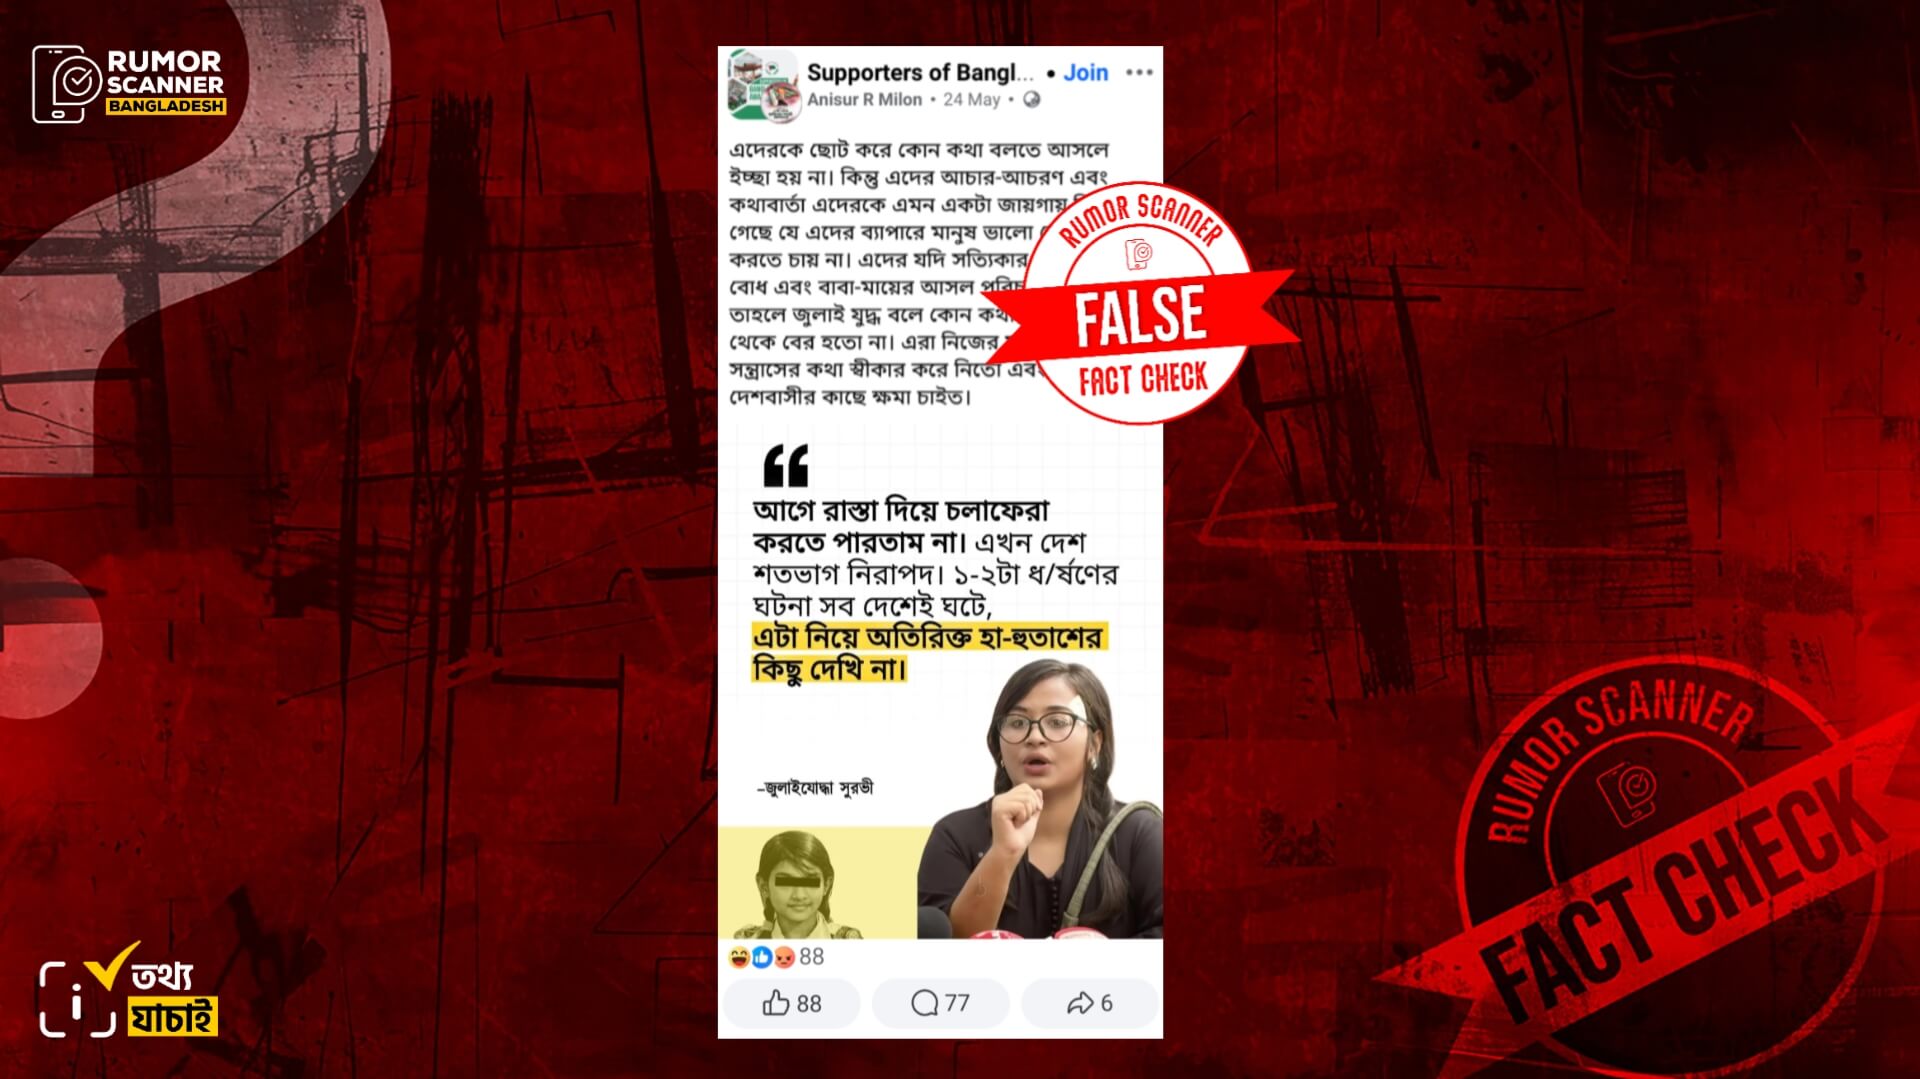 RUMOR
SCANNER
BANGLADESH
Supporters of Bangl... • Join
Anisur R Milon • 24 May •
এদেরকে ছোট করে কোন কথা বলতে আসলে
ইচ্ছা হয় না। কিন্তু এদের আচার-আচরণ এবং
কথাবার্তা এদেরকে এমন একটা জায়গায়
গেছে যে এদের ব্যাপারে মানুষ ভালো
করতে চায় না। এদের যদি সত্যিকার
বোধ এবং বাবা-মায়ের আসল
তাহলে জুলাই যুদ্ধ বলে কোন
থেকে বের হতো না। এরা নিজের
সন্ত্রাসের কথা স্বীকার করে নিতো
দেশবাসীর কাছে ক্ষমা চাইত।
RUMOR SCANNER
FALSE
FACT CHECK
“
আগে রাস্তা দিয়ে চলাফেরা
করতে পারতাম না। এখন দেশ
শতভাগ নিরাপদ। ১-২টা ধ/র্ষণের
ঘটনা সব দেশেই ঘটে,
এটা নিয়ে অতিরিক্ত হা-হুতাশের
কিছু দেখি না।
–জুলাইযোদ্ধা সুরভী
88
88
77
6
তথ্য
যাচাই
RUMOR SCANNER
FACT CHECK